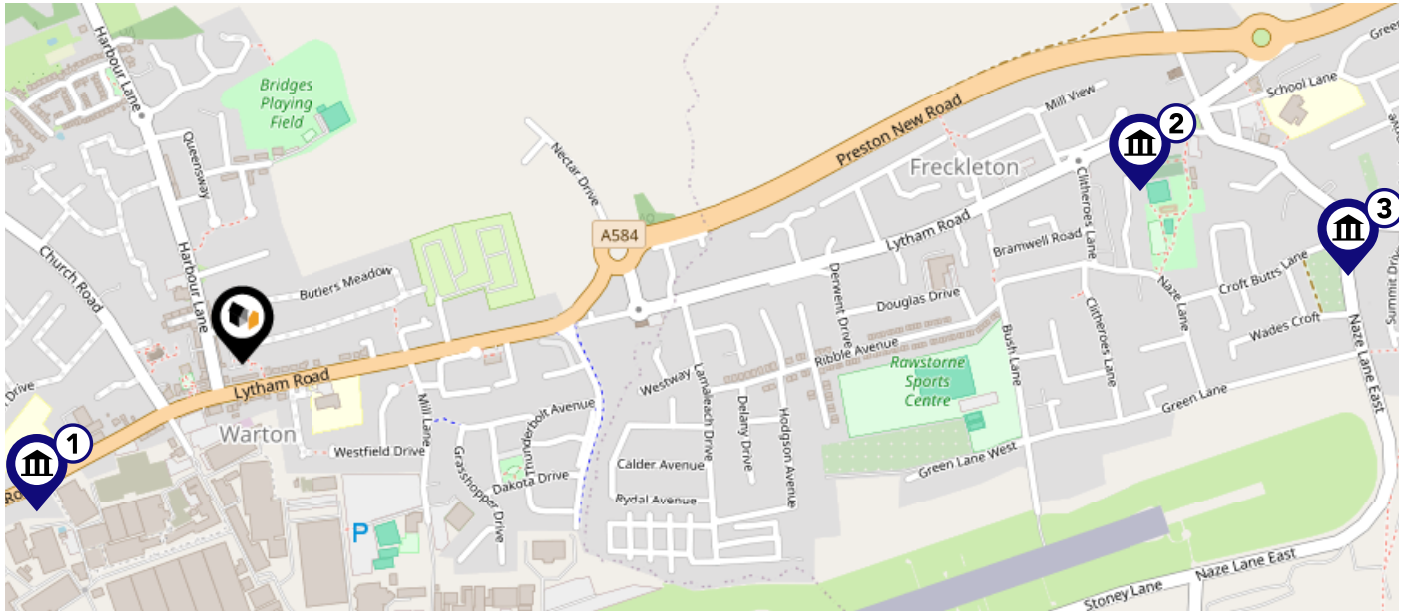 Harbour Lane
Bridges
Playing
Field
Queensway
Nectar Drive
Preston New Road
Mill View
School Lane
Freckleton
2
3
Clitheroes Lane
A584
Lytham Road
Bramwell Road
Church Road
Harbour Lane
Butlers Meadow
Derwent Drive
Douglas Drive
Naze Lane
Croft Butts Lane
Wades Croft
Clitheroes Lane
Bush Lane
Ribble Avenue
Rawstorne
Sports
Centre
Naze Lane East
Lytham Road
Drive
Westway
Lamaleach Drive
Delany Drive
Hodgson Avenue
Green Lane
Green Lane West
Warton
Mill Lane
Thunderbolt Avenue
Westfield Drive
Grasshopper Drive
Dakota Drive
Calder Avenue
Rydal Avenue
1
P
Naze Lane East
Stoney Lane